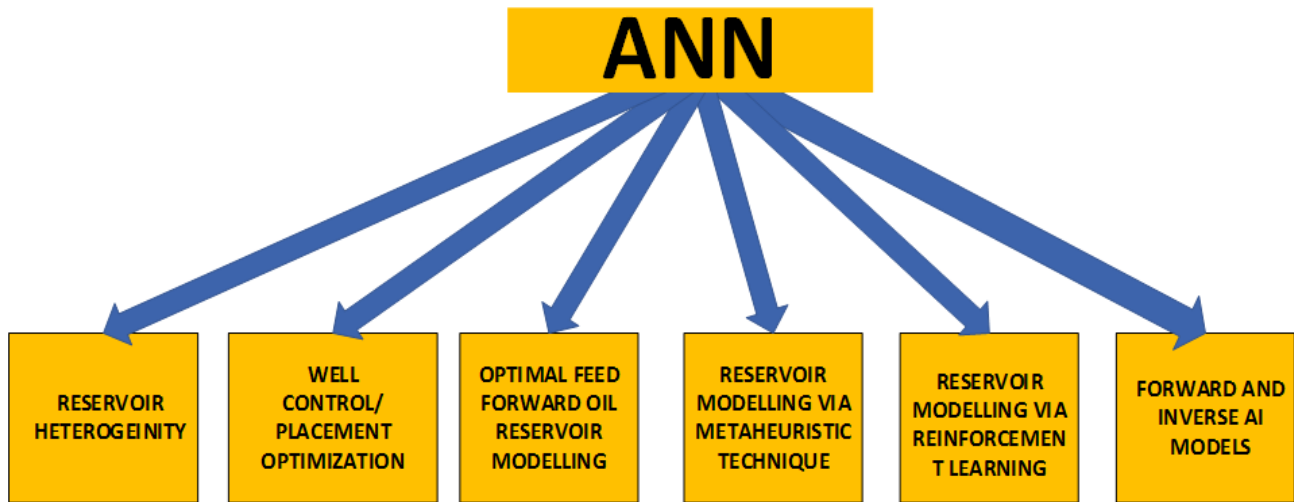 ANN
RESERVOIR
HETEROGEINITY
WELL
CONTROL/
PLACEMENT
OPTIMIZATION
OPTIMAL FEED
FORWARD OIL
RESERVOIR
MODELLING
RESERVOIR
MODELLING VIA
METAHEURISTIC
TECHNIQUE
RESERVOIR
MODELLING VIA
REINFORCEMEN
T LEARNING
FORWARD AND
INVERSE AI
MODELS